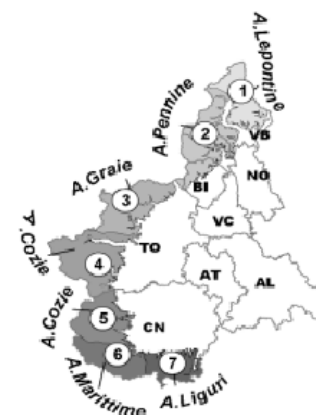 A.Lepontine
1
A.Pennine
2
VB
A.Graie
BI
NO
3
VC
A.Cozie
TO
4
AT
AL
A.Cozie
5
CN
6
7
A.Marittime
A.Liguri